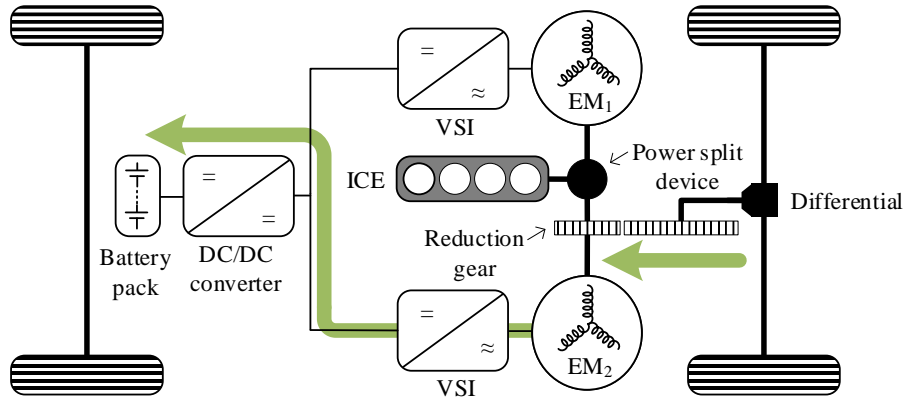 =
≈
VSI
EM₁
ICE
Power split
device
=
=
Differential
Reduction
gear
Battery
pack
DC/DC
converter
=
≈
VSI
EM₂